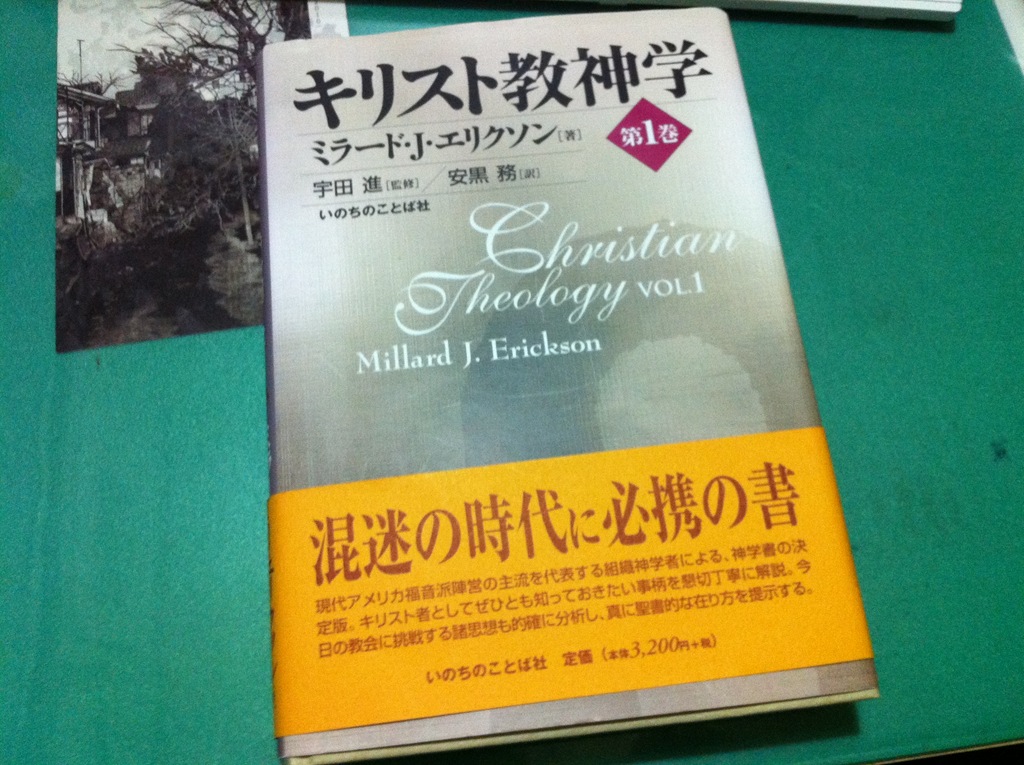 キリスト教神学
第1巻
ミラード・J・エリクソン[著]
宇田 進[監修]/安黒 務[訳]
いのちのことば社
Christian
Theology VOL.1
Millard J. Erickson
混迷の時代に必携の書
現代アメリカ福音派陣営の主流を代表する組織神学者による、神学書の決
定版。キリスト者としてぜひとも知っておきたい事柄を懇切丁寧に解説。今
日の教会に挑戦する諸思想も的確に分析し、真に聖書的な在り方を提示する。
いのちのことば社 定価(本体3,200円+税)